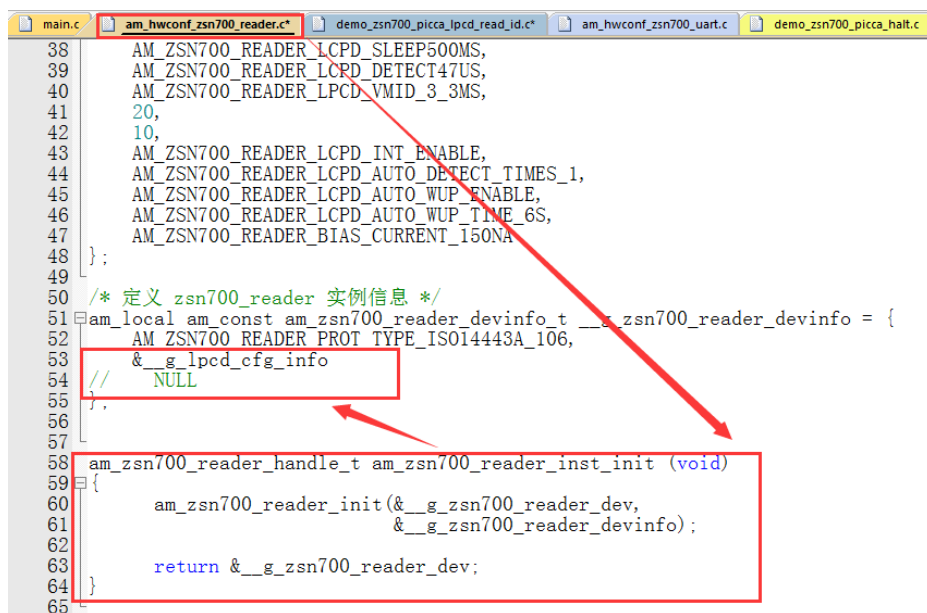 main.c am_hwconf_zsn700_reader.c* demo_zsn700_picca_lpcd_read_id.c* am_hwconf_zsn700_uart.c demo_zsn700_picca_halt.c
38 AM_ZSN700_READER_LCPD_SLEEP500MS,
39 AM_ZSN700_READER_LCPD_DETECT47US,
40 AM_ZSN700_READER_LPCD_VMID_3_3MS,
41 20,
42 10,
43 AM_ZSN700_READER_LCPD_INT_ENABLE,
44 AM_ZSN700_READER_LCPD_AUTO_DETECT_TIMES_1,
45 AM_ZSN700_READER_LCPD_AUTO_WUP_ENABLE,
46 AM_ZSN700_READER_LCPD_AUTO_WUP_TIME_6S,
47 AM_ZSN700_READER_BIAS_CURRENT_150NA
48 };
49
50 /* 定义 zsn700_reader 实例信息 */
51 am_local am_const am_zsn700_reader_devinfo_t __g_zsn700_reader_devinfo = {
52 AM_ZSN700_READER_PROT_TYPE_ISO14443A_106,
53 &__g_lpcd_cfg_info
54 // NULL
55 };
56
57
58 am_zsn700_reader_handle_t am_zsn700_reader_inst_init (void)
59 {
60 am_zsn700_reader_init(&__g_zsn700_reader_dev,
61 &__g_zsn700_reader_devinfo);
62
63 return &__g_zsn700_reader_dev;
64 }
65